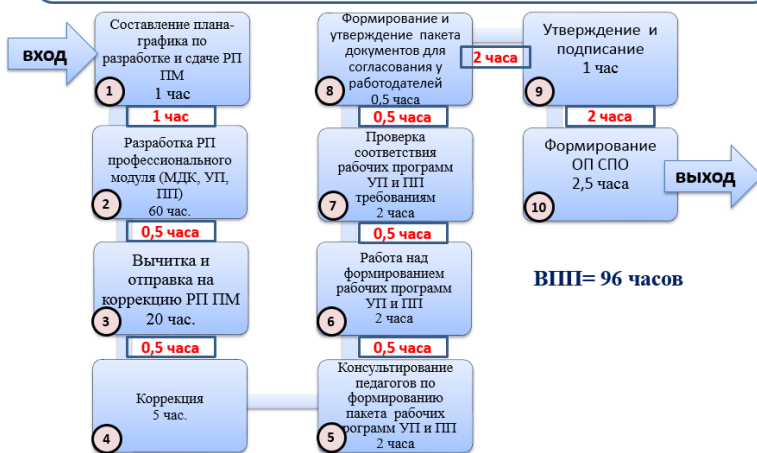 вход
Составление плана-
графика по
разработке и сдаче РП
ПМ
1 час
1
1 час
Разработка РП
профессионального
модуля (МДК, УП,
ПП)
60 час.
2
0,5 часа
Вычитка и
отправка на
коррекцию РП ПМ
20 час.
3
0,5 часа
Коррекция
5 час.
4
Консультирование
педагогов по
формированию
пакета рабочих
программ УП и ПП
2 часа
5
0,5 часа
Работа над
формированием
рабочих программ
УП и ПП
2 часа
6
0,5 часа
Проверка
соответствия
рабочих программ
УП и ПП
требованиям
2 часа
7
0,5 часа
Формирование и
утверждение пакета
документов для
согласования у
работодателей
0,5 часа
8
2 часа
Утверждение и
подписание
1 час
9
2 часа
Формирование
ОП СПО
2,5 часа
10
выход
ВПП= 96 часов